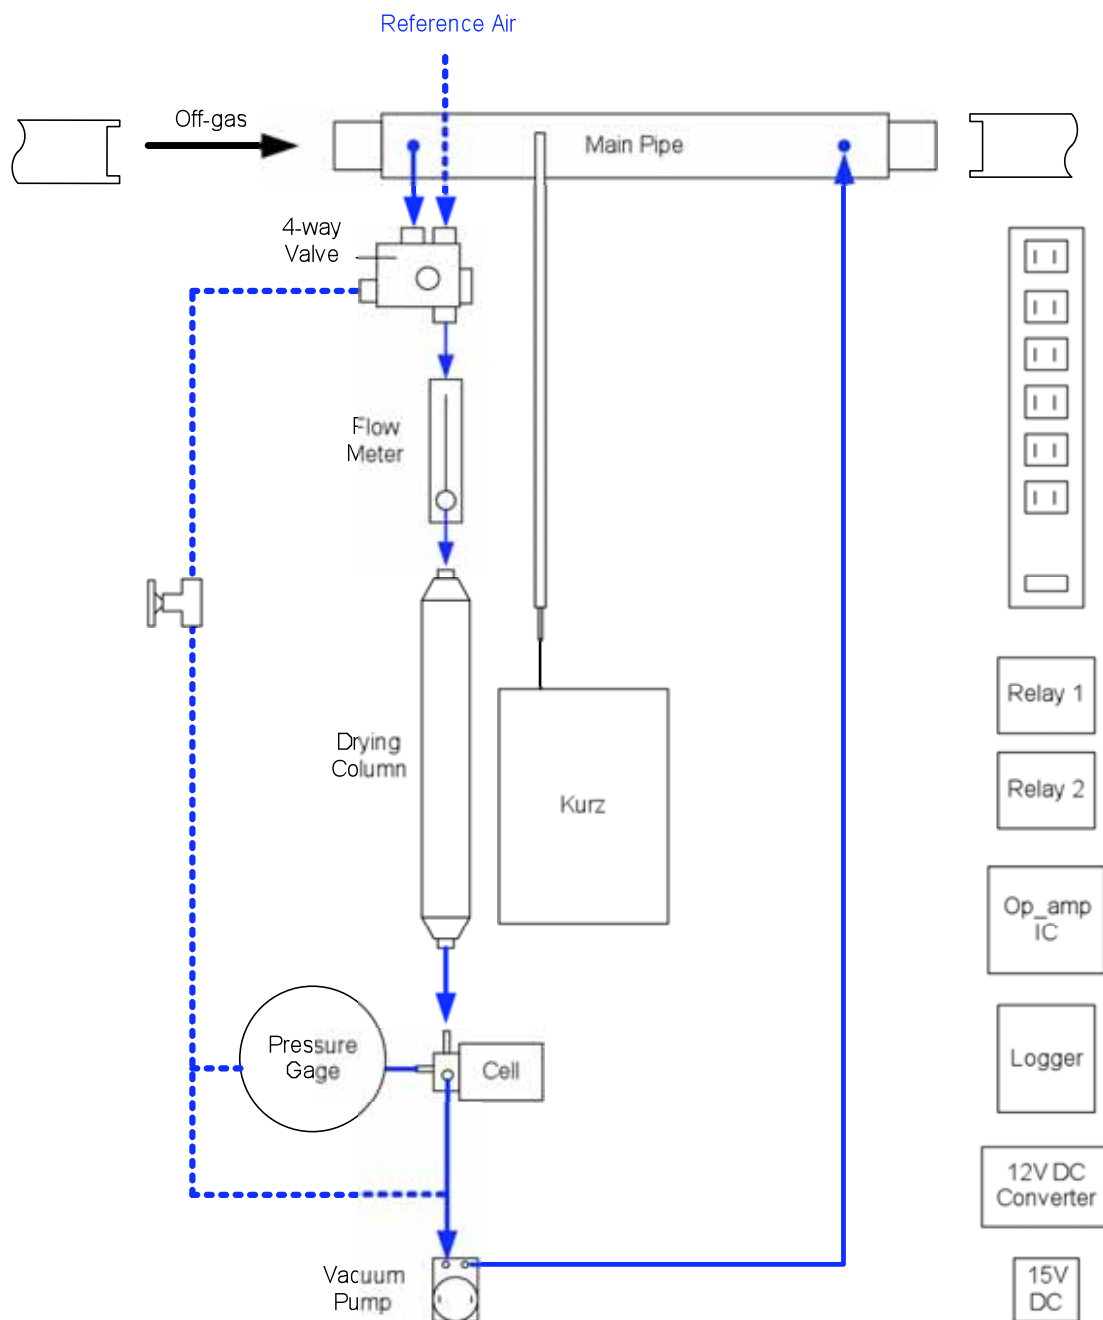 Reference Air
Off-gas
Main Pipe
4-way
Valve
Flow
Meter
Relay 1
Drying
Column
Relay 2
Kurz
Op_amp
IC
Pressure
Gage
Cell
Logger
12V DC
Converter
Vacuum
Pump
15V
DC